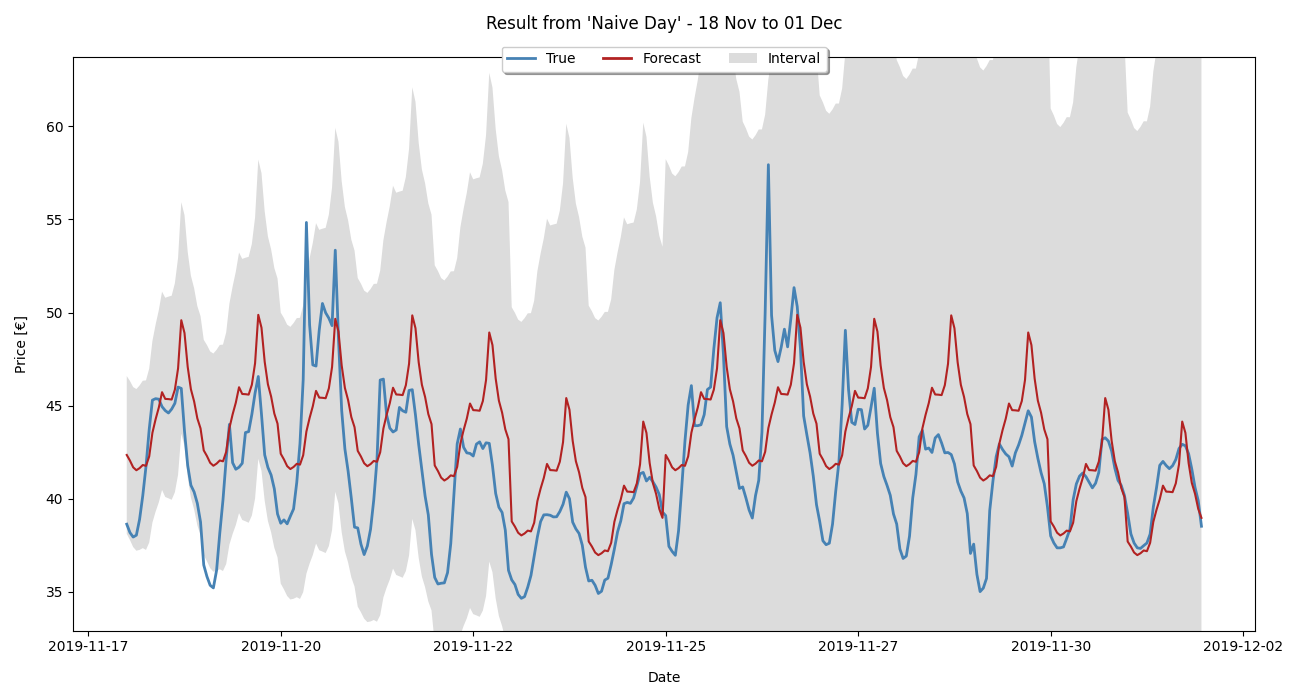 Result from 'Naive Day' - 18 Nov to 01 Dec
True Forecast Interval
60
55
50
45
40
35
Price [€]
2019-11-17 2019-11-20 2019-11-22 2019-11-25 2019-11-27 2019-11-30 2019-12-02
Date